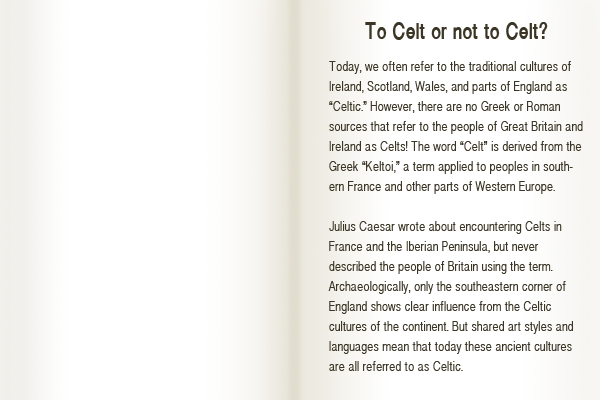 To Celt or not to Celt?
Today, we often refer to the traditional cultures of
Ireland, Scotland, Wales, and parts of England as
“Celtic.” However, there are no Greek or Roman
sources that refer to the people of Great Britain and
Ireland as Celts! The word “Celt” is derived from the
Greek “Keltoi,” a term applied to peoples in south-
ern France and other parts of Western Europe.
Julius Caesar wrote about encountering Celts in
France and the Iberian Peninsula, but never
described the people of Britain using the term.
Archaeologically, only the southeastern corner of
England shows clear influence from the Celtic
cultures of the continent. But shared art styles and
languages mean that today these ancient cultures
are all referred to as Celtic.